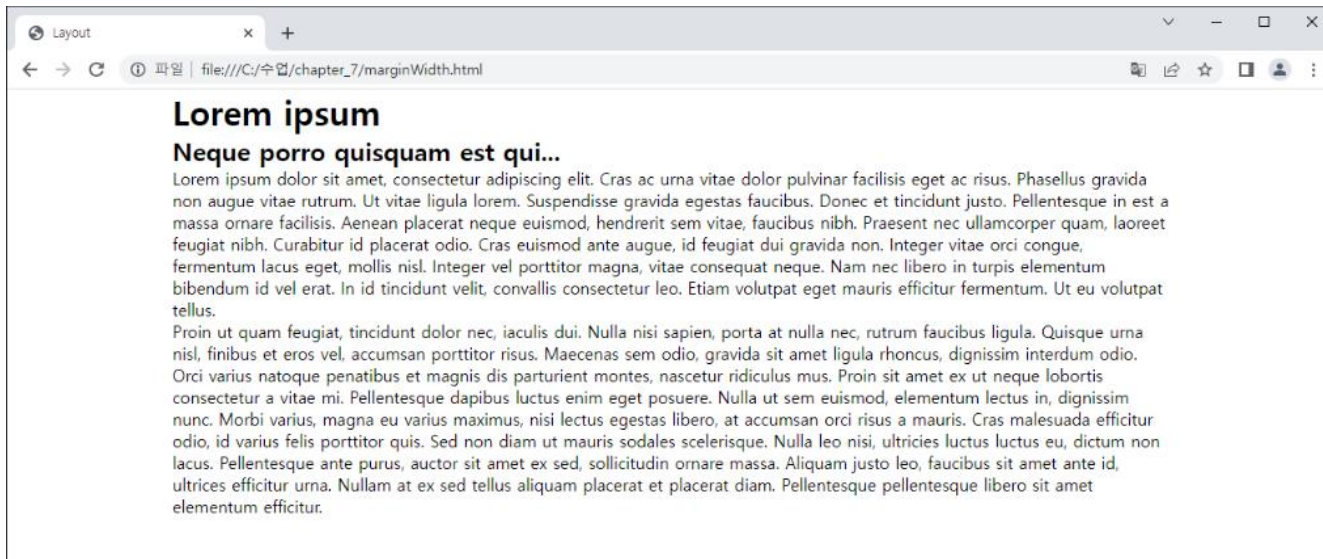 Layout
파일 | file:///C:/수업/chapter_7/marginWidth.html
Lorem ipsum
Neque porro quisquam est qui...
Lorem ipsum dolor sit amet, consectetur adipiscing elit. Cras ac urna vitae dolor pulvinar facilisis eget ac risus. Phasellus gravida
non augue vitae rutrum. Ut vitae ligula lorem. Suspendisse gravida egestas faucibus. Donec et tincidunt justo. Pellentesque in est a
massa ornare facilisis. Aenean placerat neque euismod, hendrerit sem vitae, faucibus nibh. Praesent nec ullamcorper quam, laoreet
feugiat nibh. Curabitur id placerat odio. Cras euismod ante augue, id feugiat dui gravida non. Integer vitae orci congue,
fermentum lacus eget, mollis nisl. Integer vel porttitor magna, vitae consequat neque. Nam nec libero in turpis elementum
bibendum id vel erat. In id tincidunt velit, convallis consectetur leo. Etiam volutpat eget mauris efficitur fermentum. Ut eu volutpat
tellus.
Proin ut quam feugiat, tincidunt dolor nec, iaculis dui. Nulla nisi sapien, porta at nulla nec, rutrum faucibus ligula. Quisque urna
nisl, finibus et eros vel, accumsan porttitor risus. Maecenas sem odio, gravida sit amet ligula rhoncus, dignissim interdum odio.
Orci varius natoque penatibus et magnis dis parturient montes, nascetur ridiculus mus. Proin sit amet ex ut neque lobortis
consectetur a vitae mi. Pellentesque dapibus luctus enim eget posuere. Nulla ut sem euismod, elementum lectus in, dignissim
nunc. Morbi varius, magna eu varius maximus, nisi lectus egestas libero, at accumsan orci risus a mauris. Cras malesuada efficitur
odio, id varius felis porttitor quis. Sed non diam ut mauris sodales scelerisque. Nulla leo nisi, ultricies luctus luctus eu, dictum non
lacus. Pellentesque ante purus, auctor sit amet ex sed, sollicitudin ornare massa. Aliquam justo leo, faucibus sit amet ante id,
ultrices efficitur urna. Nullam at ex sed tellus aliquam placerat et placerat diam. Pellentesque pellentesque libero sit amet
elementum efficitur.